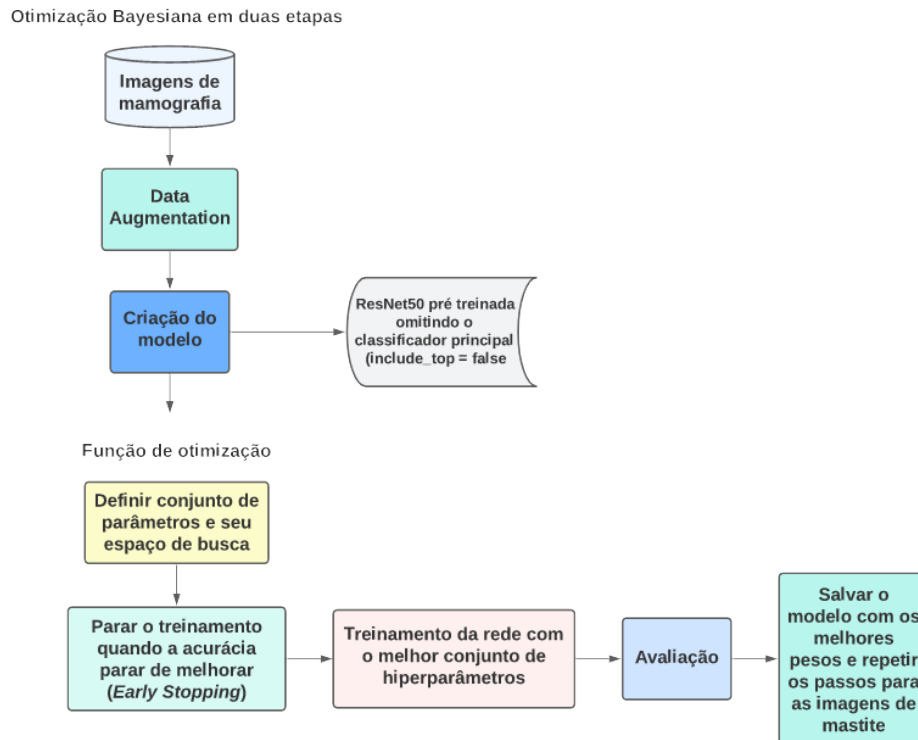 Otimização Bayesiana em duas etapas
Imagens de
mamografia
Data
Augmentation
Criação do
modelo
ResNet50 pré treinada
omitindo o
classificador principal
(include_top = false
Função de otimização
Definir conjunto de
parâmetros e seu
espaço de busca
Parar o treinamento
quando a acurácia
parar de melhorar
(Early Stopping)
Treinamento da rede com
o melhor conjunto de
hiperparâmetros
Avaliação
Salvar o
modelo com os
melhores
pesos e repetir
os passos para
as imagens de
mastite